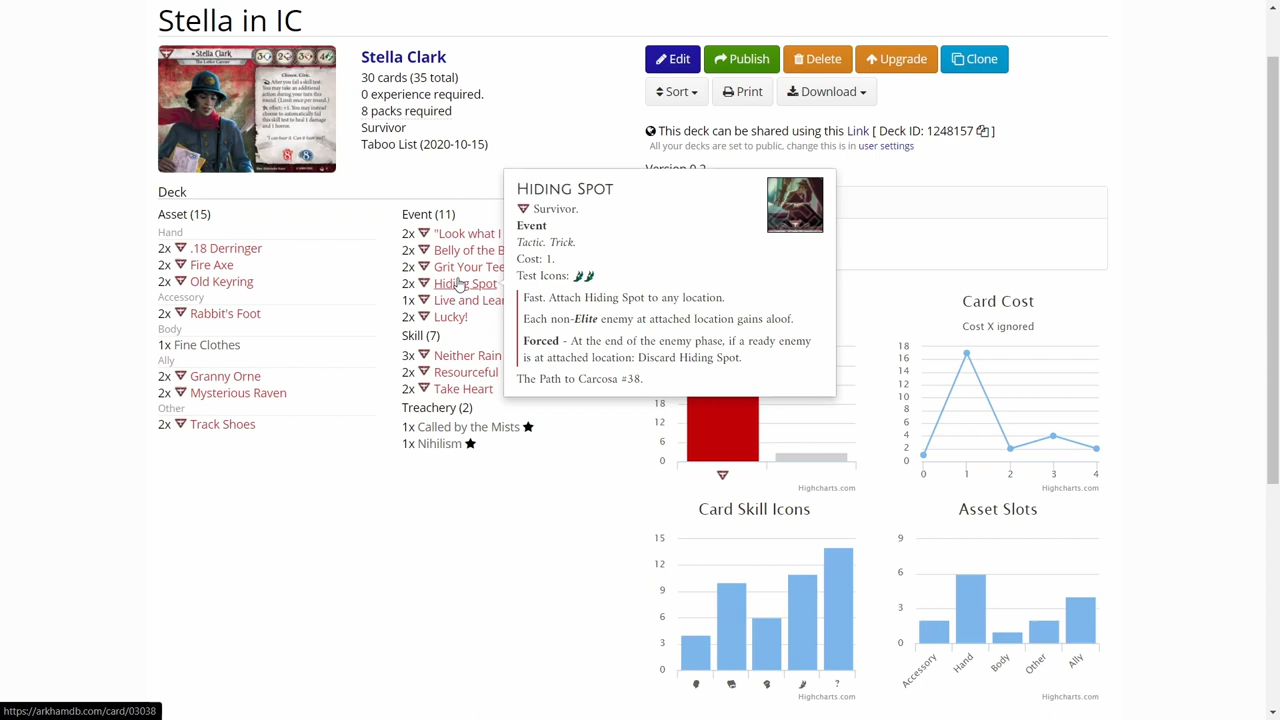 Stella in IC
Stella Clark
30 cards (35 total)
0 experience required.
8 packs required
Survivor
Taboo List (2020-10-15)
Edit
Publish
Delete
Upgrade
Clone
Sort
Print
Download
This deck can be shared using this Link [ Deck ID: 1248157 ]
All your decks are set to public, change this in user settings
Deck
Asset (15)
Hand
2x .18 Derringer
2x Fire Axe
2x Old Keyring
Accessory
2x Rabbit's Foot
Body
1x Fine Clothes
Ally
2x Granny Orne
2x Mysterious Raven
Other
2x Track Shoes
Event (11)
2x "Look what I
2x Belly of the B
2x Grit Your Tee
2x Hiding Spot
1x Live and Lear
2x Lucky!
Skill (7)
3x Neither Rain
2x Resourceful
2x Take Heart
Treachery (2)
1x Called by the Mists
1x Nihilism
HIDING SPOT
Survivor.
Event
Tactic. Trick.
Cost: 1.
Test Icons:
Fast. Attach Hiding Spot to any location.
Each non-Elite enemy at attached location gains aloof.
Forced - At the end of the enemy phase, if a ready enemy
is at attached location: Discard Hiding Spot.
The Path to Carcosa #38.
18
12
6
0
Highcharts.com
Card Cost
Cost X ignored
18
16
14
12
10
8
6
4
2
0
0 1 2 3 4
Highcharts.com
Card Skill Icons
15
12
9
6
3
0
?
Highcharts.com
Asset Slots
9
6
3
0
Accessory
Hand
Body
Other
Ally
Highcharts.com
https://arkhamdb.com/card/03038